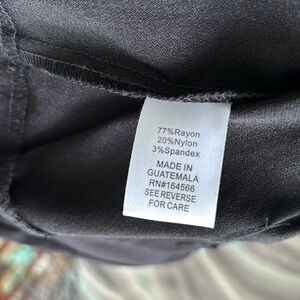 77%Rayon
20%Nylon
3%Spandex
MADE IN
GUATEMALA
RN#164566
SEE REVERSE
FOR CARE